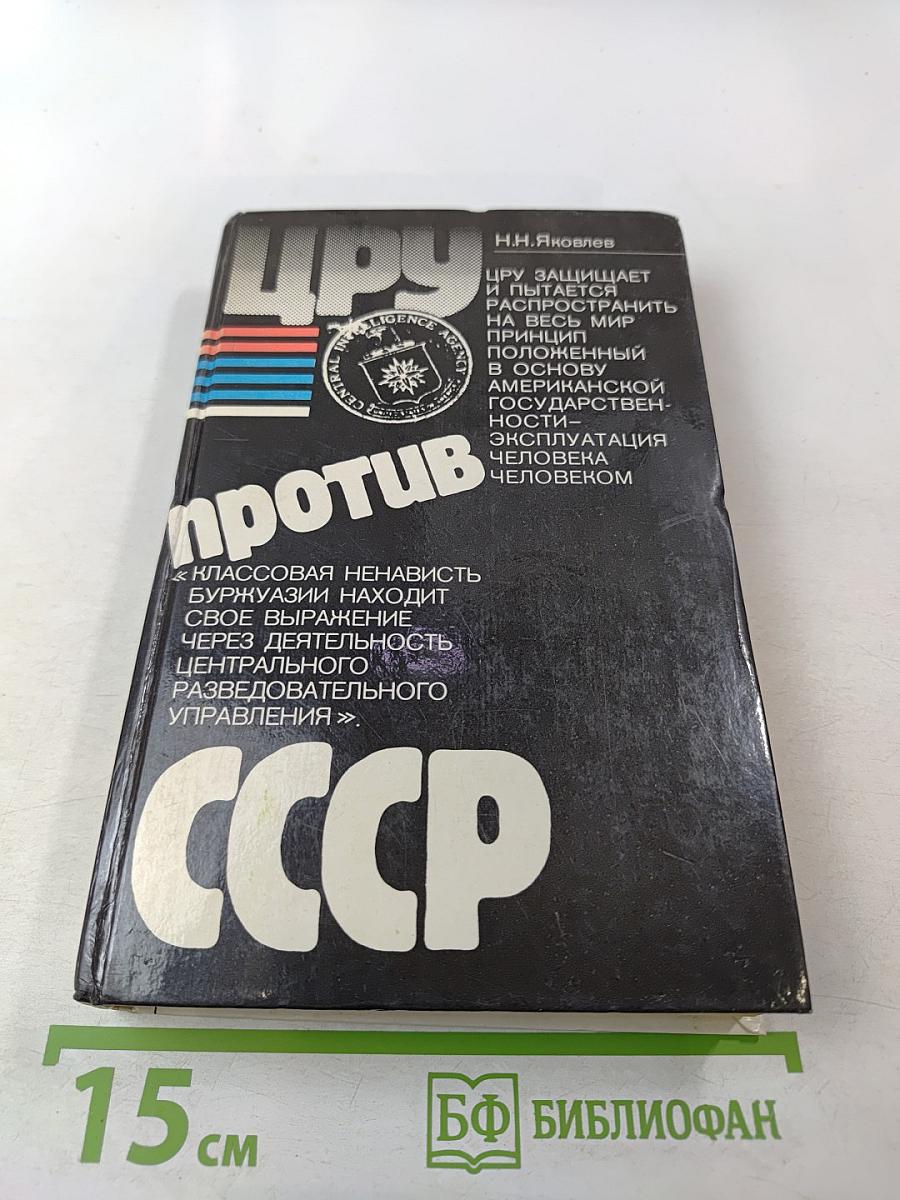 ЦРУ
Н.Н.Яковлев
ЦРУ ЗАЩИЩАЕТ
И ПЫТАЕТСЯ
РАСПРОСТРАНИТЬ
НА ВЕСЬ МИР
ПРИНЦИП
ПОЛОЖЕННЫЙ
В ОСНОВУ
АМЕРИКАНСКОЙ
ГОСУДАРСТВЕН-
НОСТИ–
ЭКСПЛУАТАЦИЯ
ЧЕЛОВЕКА
ЧЕЛОВЕКОМ
CENTRAL INTELLIGENCE AGENCY
против
«КЛАССОВАЯ НЕНАВИСТЬ
БУРЖУАЗИИ НАХОДИТ
СВОЕ ВЫРАЖЕНИЕ
ЧЕРЕЗ ДЕЯТЕЛЬНОСТЬ
ЦЕНТРАЛЬНОГО
РАЗВЕДОВАТЕЛЬНОГО
УПРАВЛЕНИЯ».
СССР
15 см
БФ БИБЛИОФАН